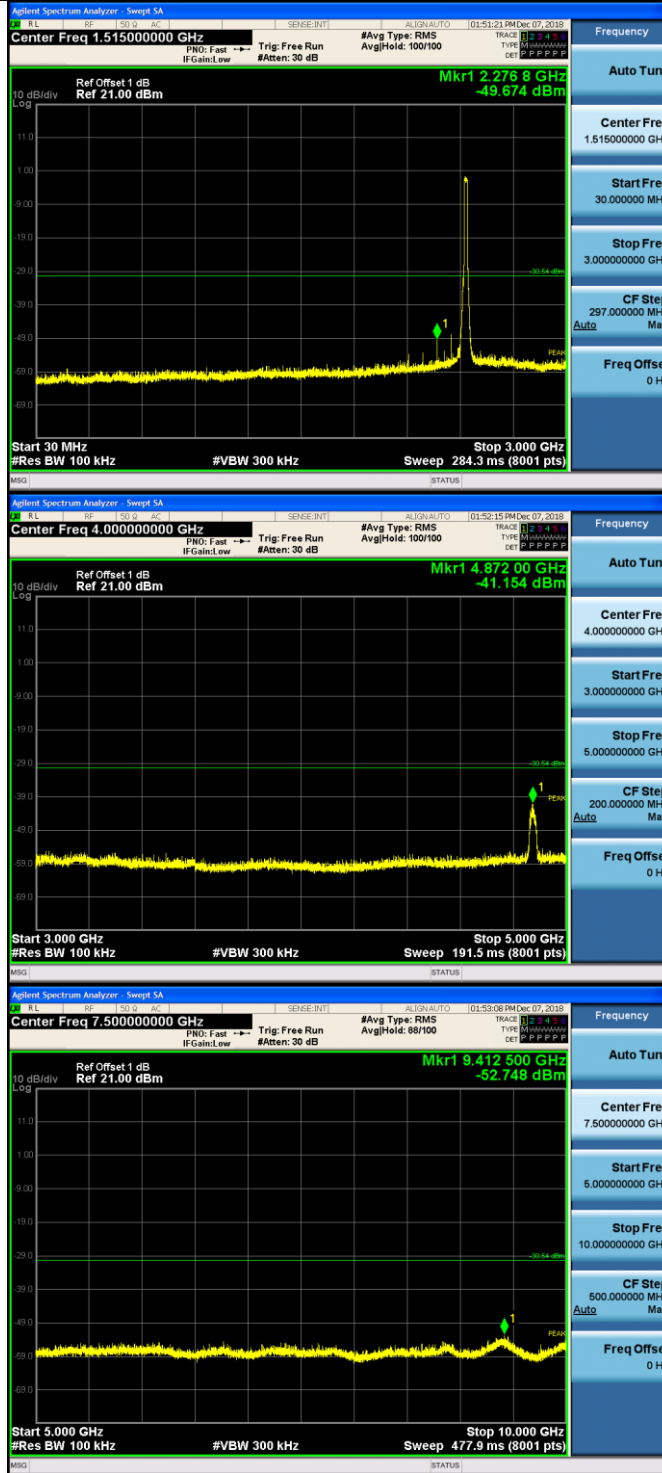 Agilent Spectrum Analyzer - Swept SA
RL RF 50 Ω AC SENSE:INT ALIGNAUTO 01:51:21 PM Dec 07, 2018
Center Freq 1.515000000 GHz #Avg Type: RMS TRACE 1 2 3 4 5 6 Frequency
PNO: Fast Trig: Free Run Avg|Hold: 100/100 TYPE M
IFGain:Low #Atten: 30 dB DET P P P P P P
Auto Tun
Mkr1 2.276 8 GHz
Ref Offset 1 dB
10 dB/div Ref 21.00 dBm -49.674 dBm
Log
Center Fre
1.515000000 GH
11.0
1.00
Start Fre
30.000000 MH
-9.00
-19.0
Stop Fre
3.000000000 GH
-29.0
-30.54 dBm
CF Ste
297.000000 MH
Auto Ma
-39.0
1
-49.0
PEAK
Freq Offse
0 H
-59.0
-69.0
Start 30 MHz Stop 3.000 GHz
#Res BW 100 kHz #VBW 300 kHz Sweep 284.3 ms (8001 pts)
MSG STATUS
Agilent Spectrum Analyzer - Swept SA
RL RF 50 Ω AC SENSE:INT ALIGNAUTO 01:52:15 PM Dec 07, 2018
Center Freq 4.000000000 GHz #Avg Type: RMS TRACE 1 2 3 4 5 6 Frequency
PNO: Fast Trig: Free Run Avg|Hold: 100/100 TYPE M
IFGain:Low #Atten: 30 dB DET P P P P P P
Auto Tun
Mkr1 4.872 00 GHz
Ref Offset 1 dB
10 dB/div Ref 21.00 dBm -41.154 dBm
Log
Center Fre
4.000000000 GH
11.0
1.00
Start Fre
3.000000000 GH
-9.00
-19.0
Stop Fre
5.000000000 GH
-29.0
-30.54 dBm
CF Ste
200.000000 MH
Auto Ma
1
PEAK
-39.0
-49.0
Freq Offse
0 H
-59.0
-69.0
Start 3.000 GHz Stop 5.000 GHz
#Res BW 100 kHz #VBW 300 kHz Sweep 191.5 ms (8001 pts)
MSG STATUS
Agilent Spectrum Analyzer - Swept SA
RL RF 50 Ω AC SENSE:INT ALIGNAUTO 01:53:08 PM Dec 07, 2018
Center Freq 7.500000000 GHz #Avg Type: RMS TRACE 1 2 3 4 5 6 Frequency
PNO: Fast Trig: Free Run Avg|Hold: 88/100 TYPE M
IFGain:Low #Atten: 30 dB DET P P P P P P
Auto Tun
Mkr1 9.412 500 GHz
Ref Offset 1 dB
10 dB/div Ref 21.00 dBm -52.748 dBm
Log
Center Fre
7.500000000 GH
11.0
1.00
Start Fre
5.000000000 GH
-9.00
-19.0
Stop Fre
10.000000000 GH
-29.0
-30.54 dBm
CF Ste
500.000000 MH
Auto Ma
-39.0
1
-49.0
PEAK
Freq Offse
0 H
-59.0
-69.0
Start 5.000 GHz Stop 10.000 GHz
#Res BW 100 kHz #VBW 300 kHz Sweep 477.9 ms (8001 pts)
MSG STATUS